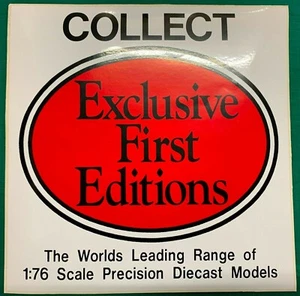 COLLECT
Exclusive
First
Editions
The Worlds Leading Range of
1:76 Scale Precision Diecast Models